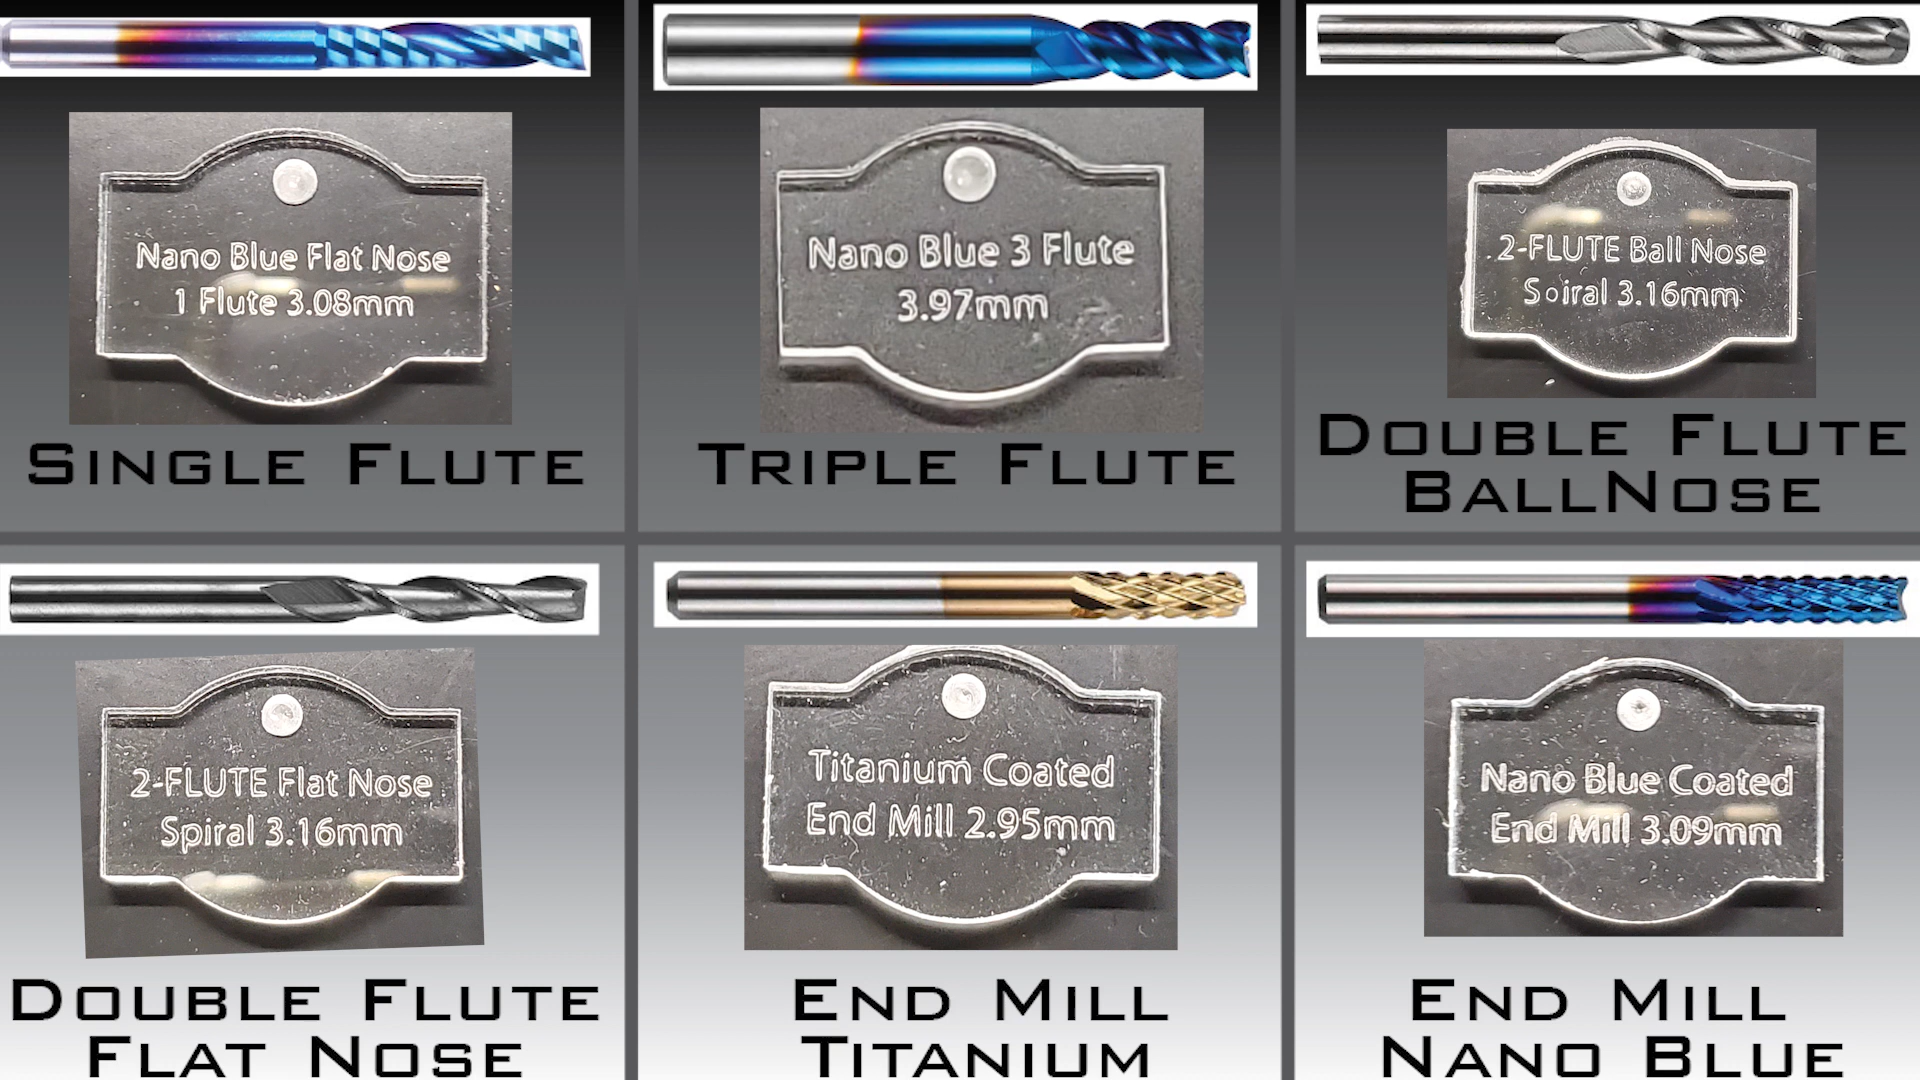 Nano Blue Flat Nose
1 Flute 3.08mm
SINGLE FLUTE
Nano Blue 3 Flute
3.97mm
TRIPLE FLUTE
2-FLUTE Ball Nose
Soiral 3.16mm
DOUBLE FLUTE
BALLNOSE
2-FLUTE Flat Nose
Spiral 3.16mm
DOUBLE FLUTE
FLAT NOSE
Titanium Coated
End Mill 2.95mm
END MILL
TITANIUM
Nano Blue Coated
End Mill 3.09mm
END MILL
NANO BLUE